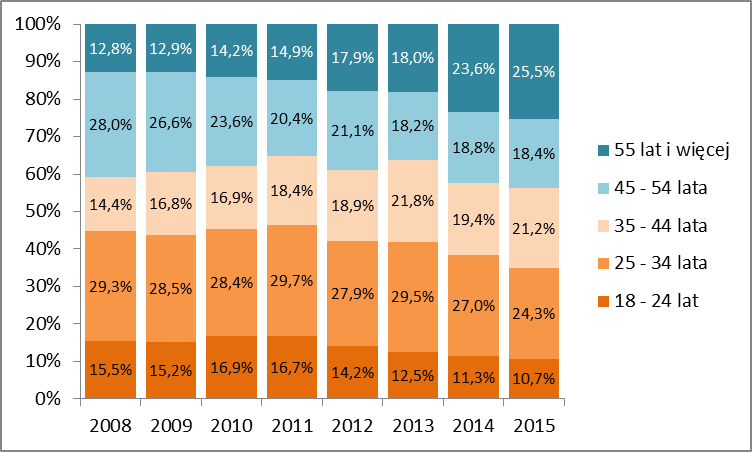 100%
90%
80%
70%
60%
50%
40%
30%
20%
10%
0%
12,8% 12,9% 14,2% 14,9% 17,9% 18,0% 23,6% 25,5%
28,0% 26,6% 23,6% 20,4% 21,1% 18,2% 18,8% 18,4%
14,4% 16,8% 16,9% 18,4% 18,9% 21,8% 19,4% 21,2%
29,3% 28,5% 28,4% 29,7% 27,9% 29,5% 27,0% 24,3%
15,5% 15,2% 16,9% 16,7% 14,2% 12,5% 11,3% 10,7%
2008 2009 2010 2011 2012 2013 2014 2015
55 lat i więcej
45 - 54 lata
35 - 44 lata
25 - 34 lata
18 - 24 lat